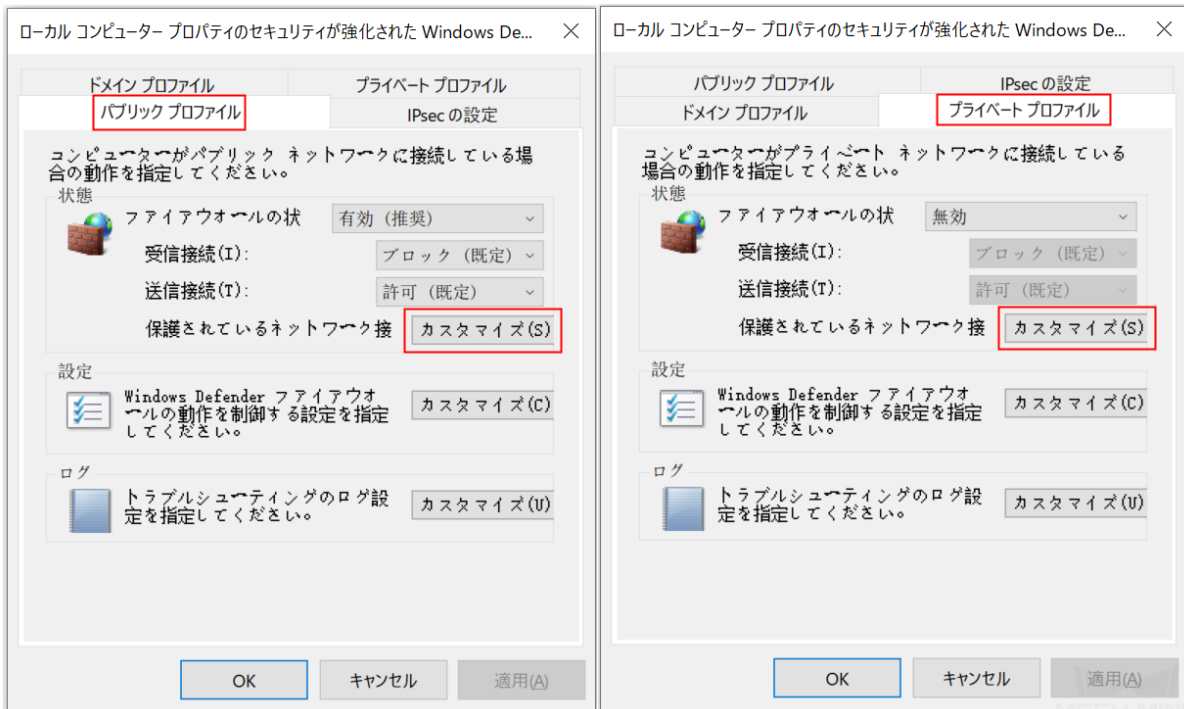 ローカル コンピューター プロパティのセキュリティが強化された Windows De...
ドメイン プロファイル
プライベート プロファイル
パブリック プロファイル
IPsec の設定
コンピューターがパブリック ネットワークに接続している場
合の動作を指定してください。
状態
ファイアウォールの状
有効 (推奨)
受信接続(I):
ブロック (既定)
送信接続(T):
許可 (既定)
保護されているネットワーク接
カスタマイズ(S)
設定
Windows Defender ファイアウォ
ールの動作を制御する設定を指定
してください。
カスタマイズ(C)
ログ
トラブルシューティングのログ設
定を指定してください。
カスタマイズ(U)
OK
キャンセル
適用(A)
ローカル コンピューター プロパティのセキュリティが強化された Windows De...
パブリック プロファイル
IPsec の設定
ドメイン プロファイル
プライベート プロファイル
コンピューターがプライベート ネットワークに接続している
場合の動作を指定してください。
状態
ファイアウォールの状
無効
受信接続(I):
ブロック (既定)
送信接続(T):
許可 (既定)
保護されているネットワーク接
カスタマイズ(S)
設定
Windows Defender ファイアウォ
ールの動作を制御する設定を指定
してください。
カスタマイズ(C)
ログ
トラブルシューティングのログ設
定を指定してください。
カスタマイズ(U)
OK
キャンセル
適用(A)